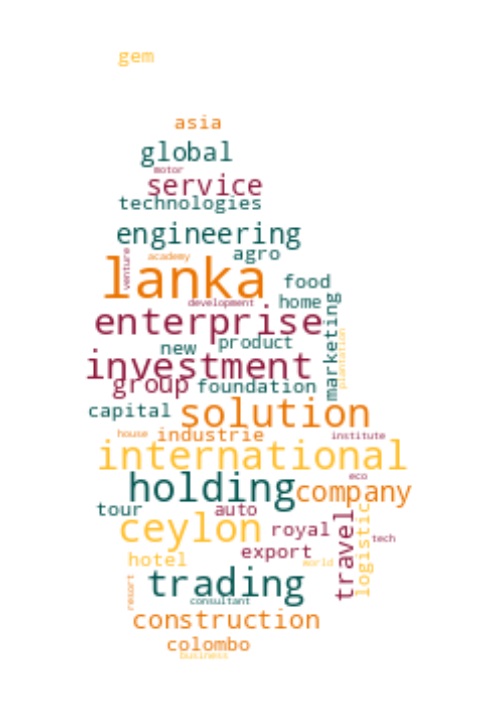 gem
asia
global
motor
service
technologies
engineering
venture
academy
agro
lanka
food
development
home
enterprise
marketing
plantation
new
product
investment
group
foundation
capital
solution
house
industrie
institute
international
eco
holding
company
tour
auto
ceylon
royal
travel
logistic
tech
export
hotel
world
resort
trading
consultant
construction
colombo
business